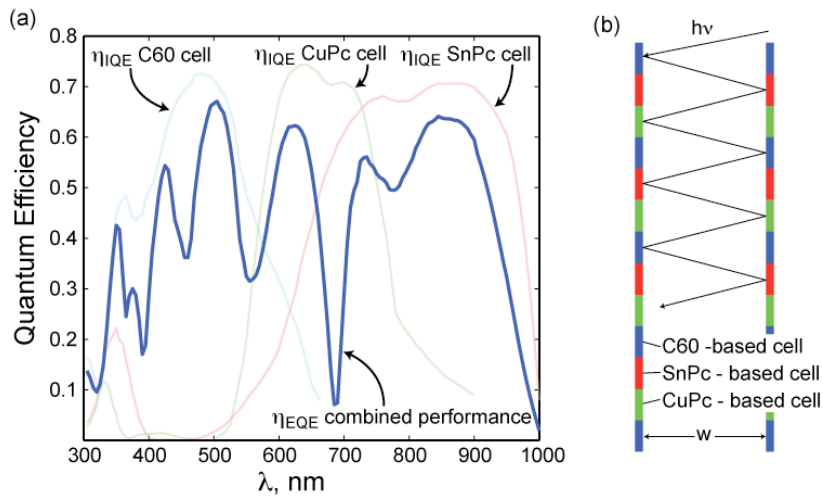 (a)
0.8
0.7
0.6
0.5
0.4
0.3
0.2
0.1
Quantum Efficiency
ηIQE C60 cell
ηIQE CuPc cell
ηIQE SnPc cell
ηEQE combined performance
300 400 500 600 700 800 900 1000
λ, nm
(b)
hν
C60 -based cell
SnPc - based cell
CuPc - based cell
w